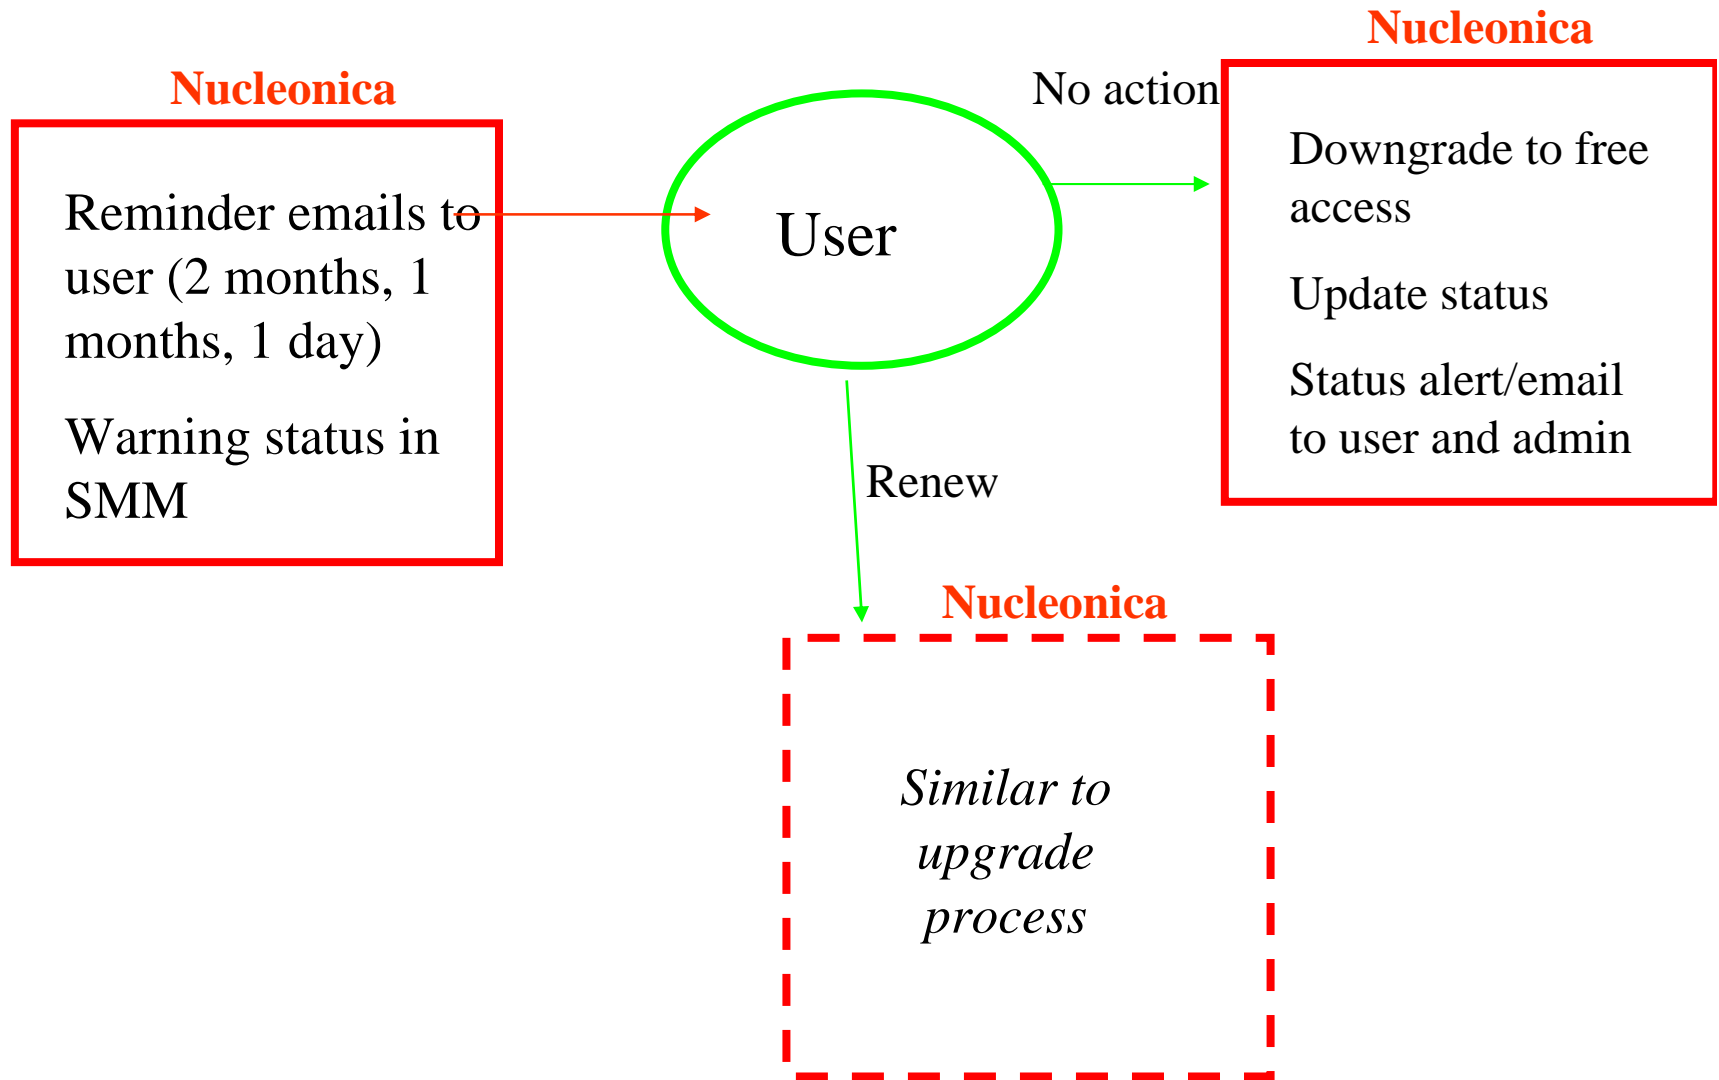 Nucleonica
Reminder emails to
user (2 months, 1
months, 1 day)
Warning status in
SMM
User
No action
Nucleonica
Downgrade to free
access
Update status
Status alert/email
to user and admin
Renew
Nucleonica
Similar to
upgrade
process